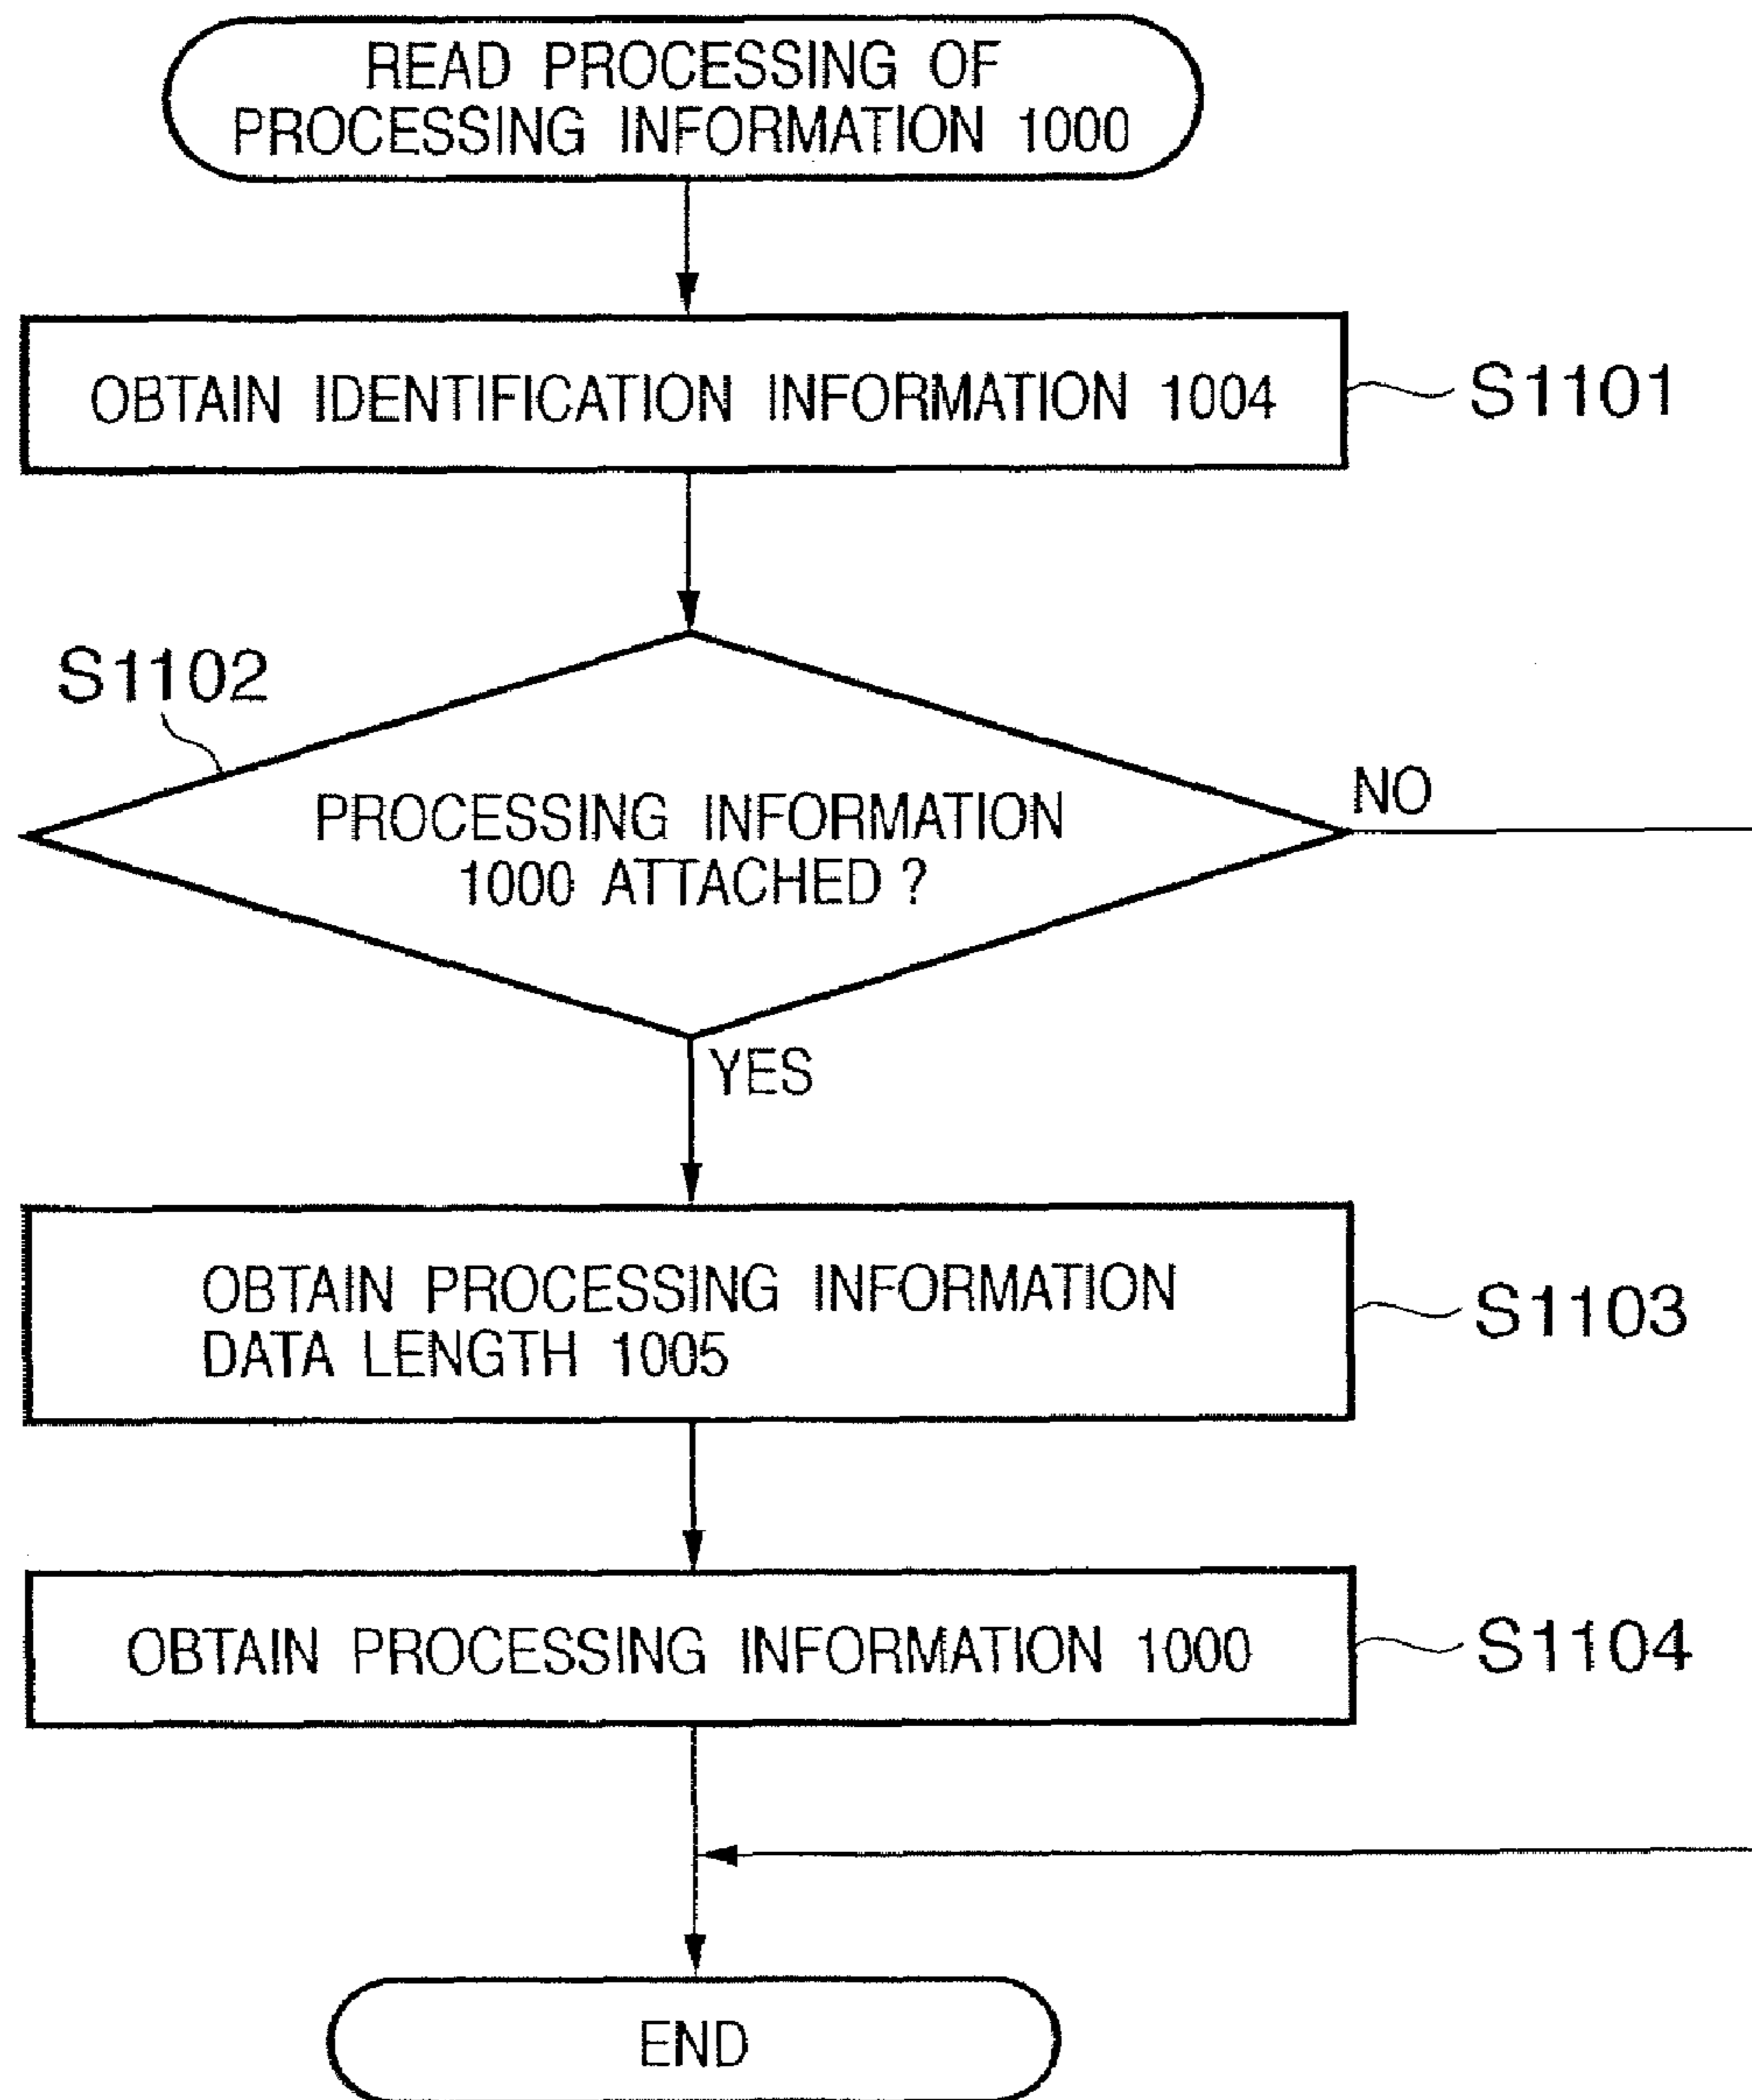 READ PROCESSING OF
PROCESSING INFORMATION 1000
OBTAIN IDENTIFICATION INFORMATION 1004
S1101
S1102
PROCESSING INFORMATION
1000 ATTACHED ?
NO
YES
OBTAIN PROCESSING INFORMATION
DATA LENGTH 1005
S1103
OBTAIN PROCESSING INFORMATION 1000
S1104
END